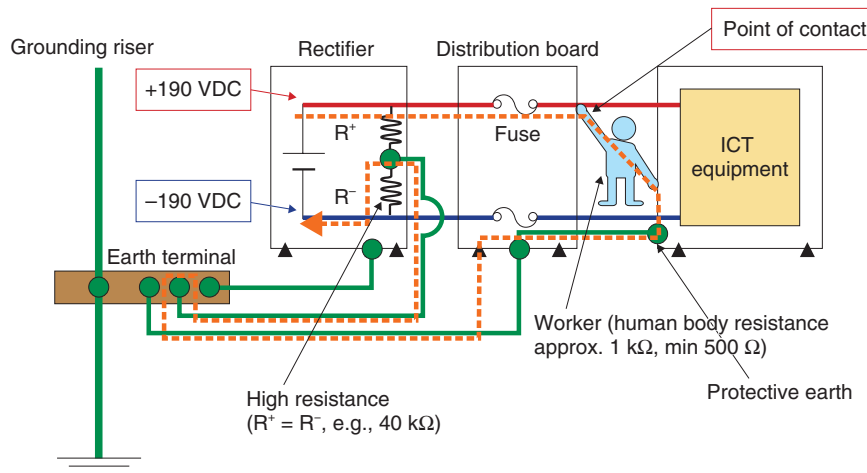 Grounding riser
Rectifier
Distribution board
Point of contact
+190 VDC
R⁺
Fuse
ICT
equipment
–190 VDC
R⁻
Earth terminal
Worker (human body resistance
approx. 1 kΩ, min 500 Ω)
Protective earth
High resistance
(R⁺ = R⁻, e.g., 40 kΩ)